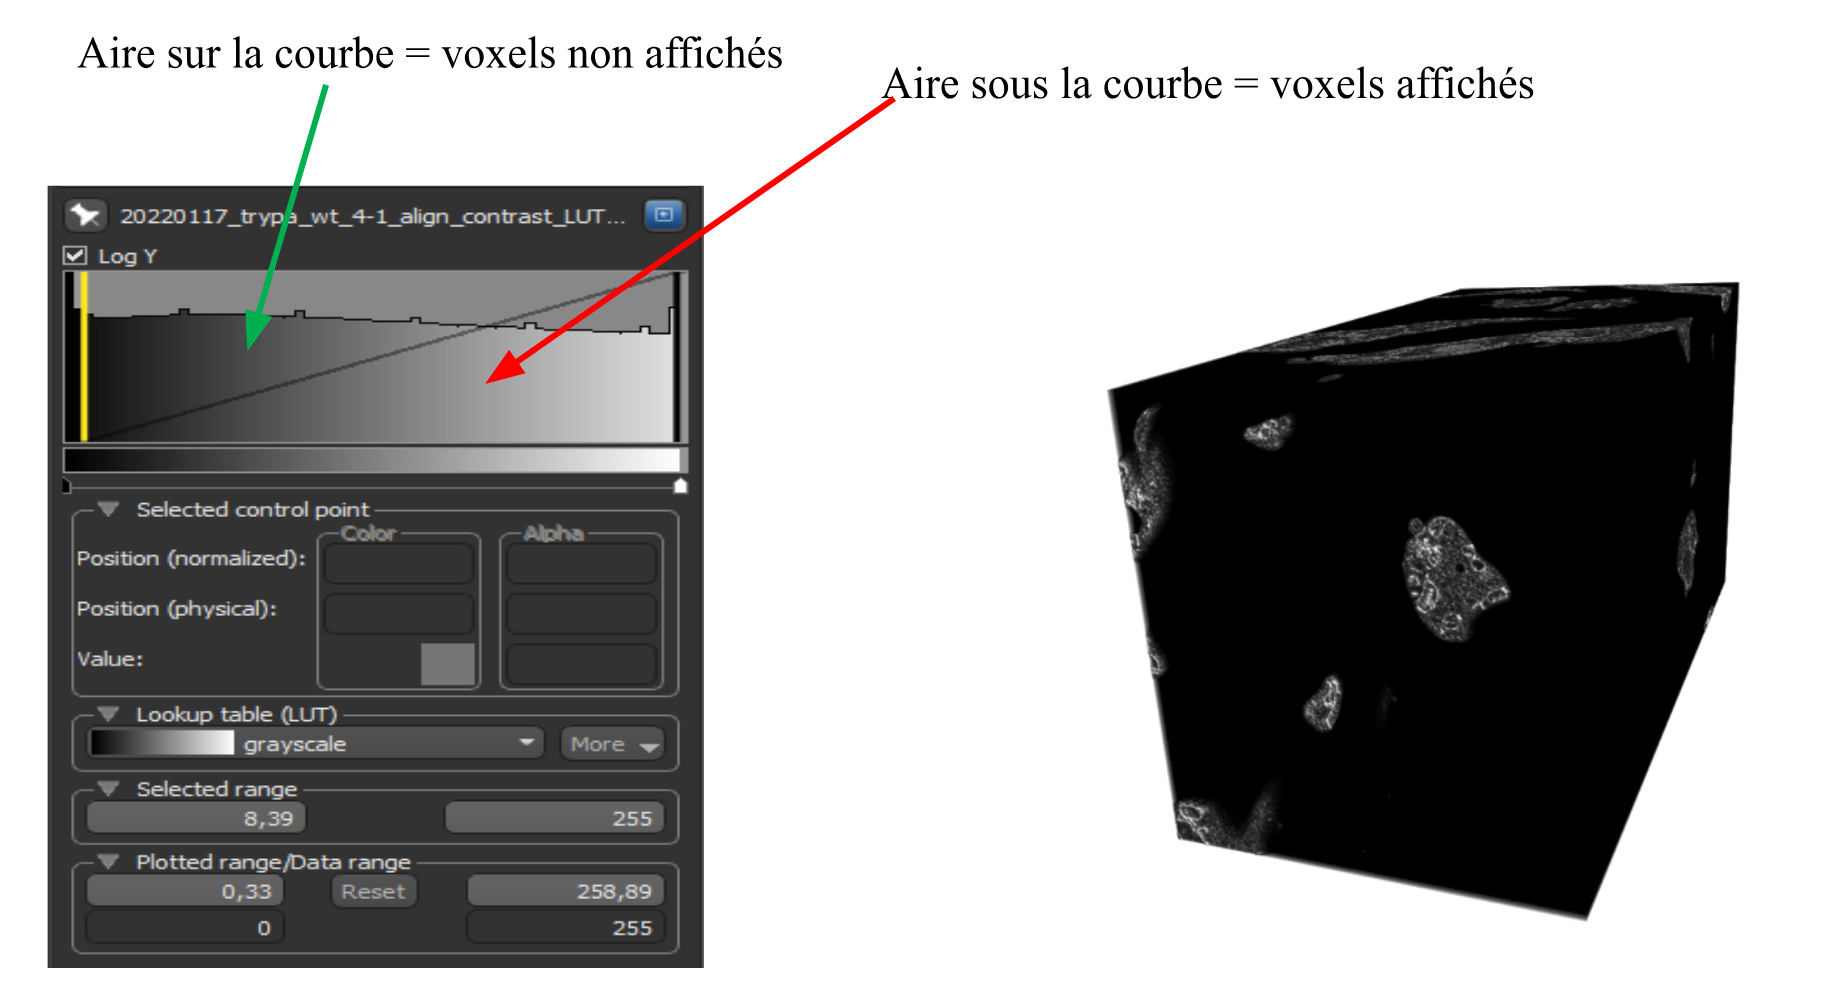 Aire sur la courbe = voxels non affichés
Aire sous la courbe = voxels affichés
20220117_trypa_wt_4-1_align_contrast_LUT...
Log Y
Selected control point
Color
Alpha
Position (normalized):
Position (physical):
Value:
Lookup table (LUT)
grayscale
More
Selected range
8,39
255
Plotted range/Data range
0,33
Reset
258,89
0
255